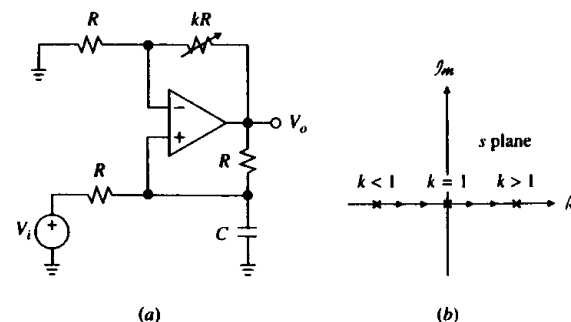 R
kR
−
+
V_o
R
R
V_i
+
C
(a)
ℐm
s plane
k < 1
k = 1
k > 1
(b)